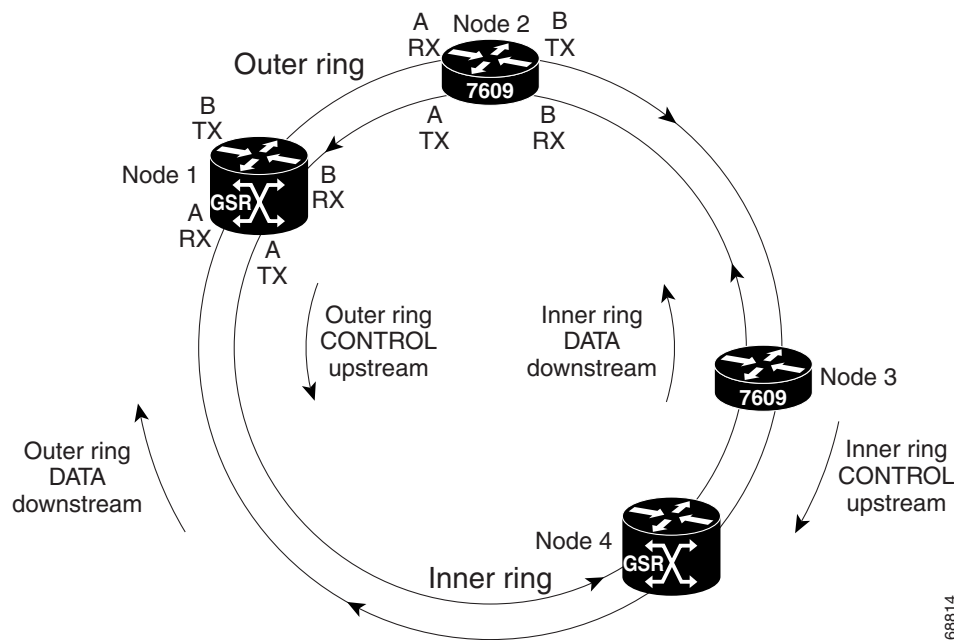 Node 2
A
RX
B
TX
7609
Outer ring
A
TX
B
RX
B
TX
Node 1
GSR
B
RX
A
RX
A
TX
Outer ring
CONTROL
upstream
Inner ring
DATA
downstream
Node 3
7609
Outer ring
DATA
downstream
Inner ring
CONTROL
upstream
Node 4
GSR
Inner ring
68814